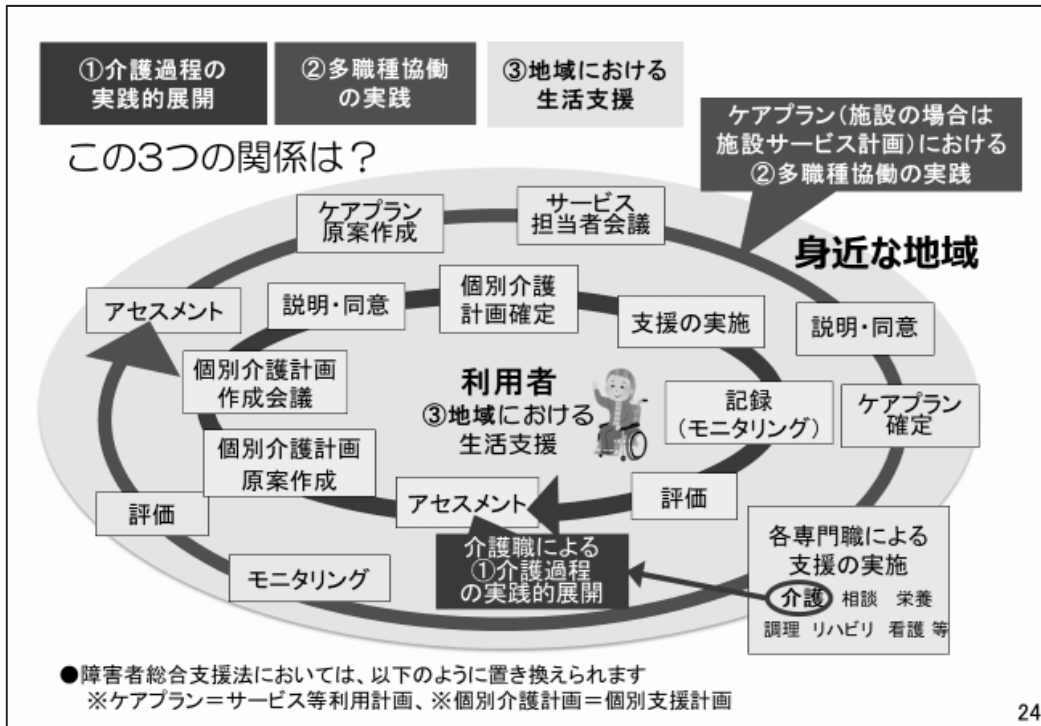 ①介護過程の
実践的展開
②多職種協働
の実践
③地域における
生活支援
この3つの関係は？
ケアプラン(施設の場合は
施設サービス計画)における
②多職種協働の実践
身近な地域
ケアプラン
原案作成
サービス
担当者会議
アセスメント
説明・同意
個別介護
計画確定
支援の実施
説明・同意
個別介護計画
作成会議
利用者
③地域における
生活支援
記録
(モニタリング)
ケアプラン
確定
個別介護計画
原案作成
アセスメント
評価
評価
モニタリング
介護職による
①介護過程
の実践的展開
各専門職による
支援の実施
介護 相談 栄養
調理 リハビリ 看護 等
●障害者総合支援法においては、以下のように置き換えられます
※ケアプラン＝サービス等利用計画、※個別介護計画＝個別支援計画
24